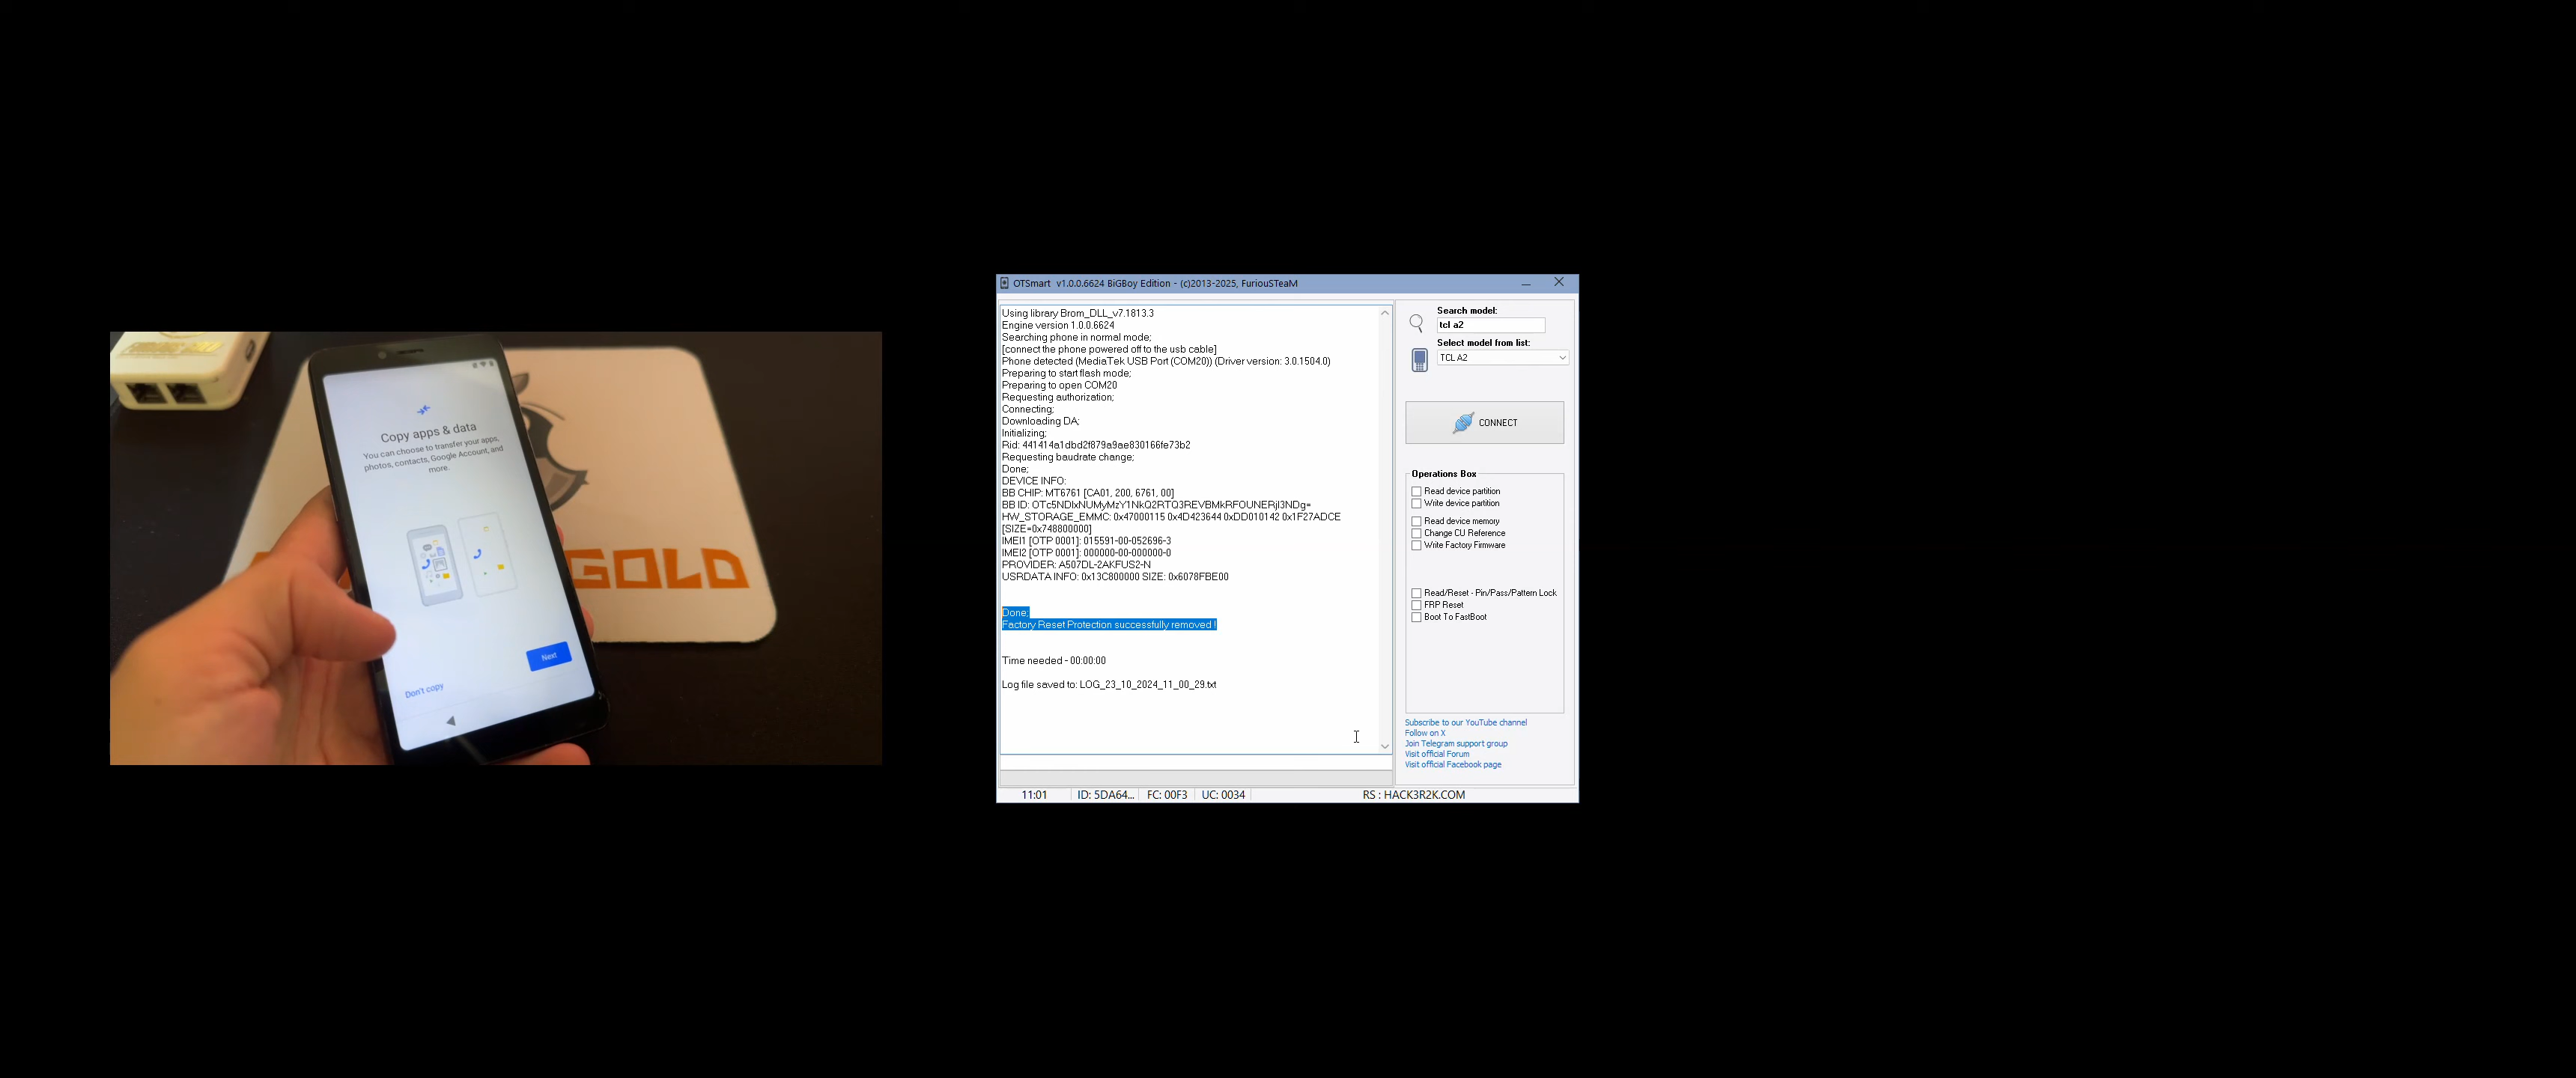 Copy apps & data
You can choose to transfer your apps,
photos, contacts, Google Account, and
more.
Next
Don't copy
GOLD
OTSmart v1.0.0.6624 BiGBoy Edition - (c)2013-2025, FuriouSTeaM
Using library Brom_DLL_v7.1813.3
Engine version 1.0.0.6624
Searching phone in normal mode;
[connect the phone powered off to the usb cable]
Phone detected (MediaTek USB Port (COM20)) (Driver version: 3.0.1504.0)
Preparing to start flash mode;
Preparing to open COM20
Requesting authorization;
Connecting;
Downloading DA;
Initializing;
Rid: 441414a1dbd2f879a9ae830166fe73b2
Requesting baudrate change;
Done;
DEVICE INFO:
BB CHIP: MT6761 [CA01, 200, 6761, 00]
BB ID: OTc5NDIxNUMyMzY1NkQ2RTQ3REVBMkRFOUNERjI3NDg=
HW_STORAGE_EMMC: 0x47000115 0x4D423644 0xDD010142 0x1F27ADCE
[SIZE=0x748800000]
IMEI1 [OTP 0001]: 015591-00-052696-3
IMEI2 [OTP 0001]: 000000-00-000000-0
PROVIDER: A507DL-2AKFUS2-N
USRDATA INFO: 0x13C800000 SIZE: 0x6078FBE00
Done;
Factory Reset Protection successfully removed !
Time needed - 00:00:00
Log file saved to: LOG_23_10_2024_11_00_29.txt
Search model:
tcl a2
Select model from list:
TCL A2
CONNECT
Operations Box
Read device partition
Write device partition
Read device memory
Change CU Reference
Write Factory Firmware
Read/Reset - Pin/Pass/Pattern Lock
FRP Reset
Boot To FastBoot
Subscribe to our YouTube channel
Follow on X
Join Telegram support group
Visit official Forum
Visit official Facebook page
11:01
ID: 5DA64...
FC: 00F3
UC: 0034
RS : HACK3R2K.COM